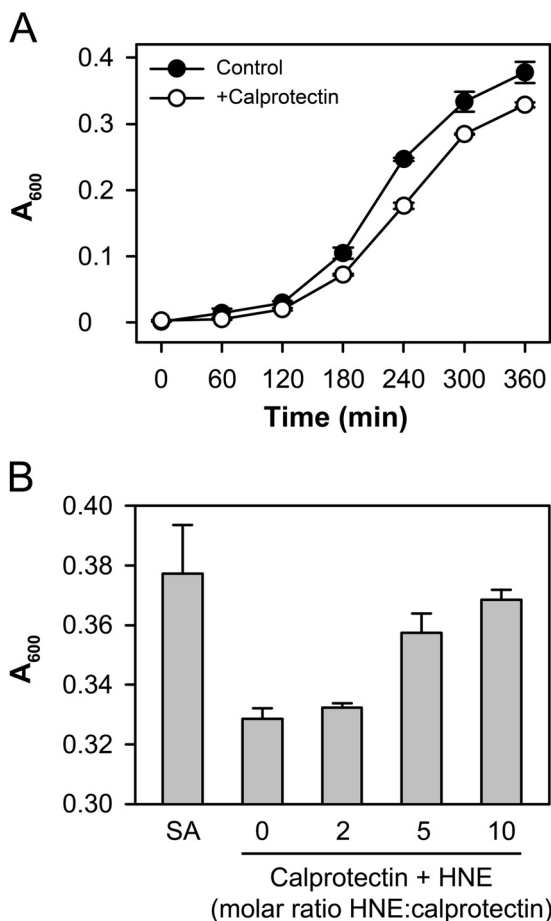 A
0.4
0.3
0.2
0.1
0
A600
Control
+Calprotectin
0 60 120 180 240 300 360
Time (min)
B
0.40
0.38
0.36
0.34
0.33
0.32
0.30
A600
SA 0 2 5 10
Calprotectin + HNE
(molar ratio HNE:calprotectin)